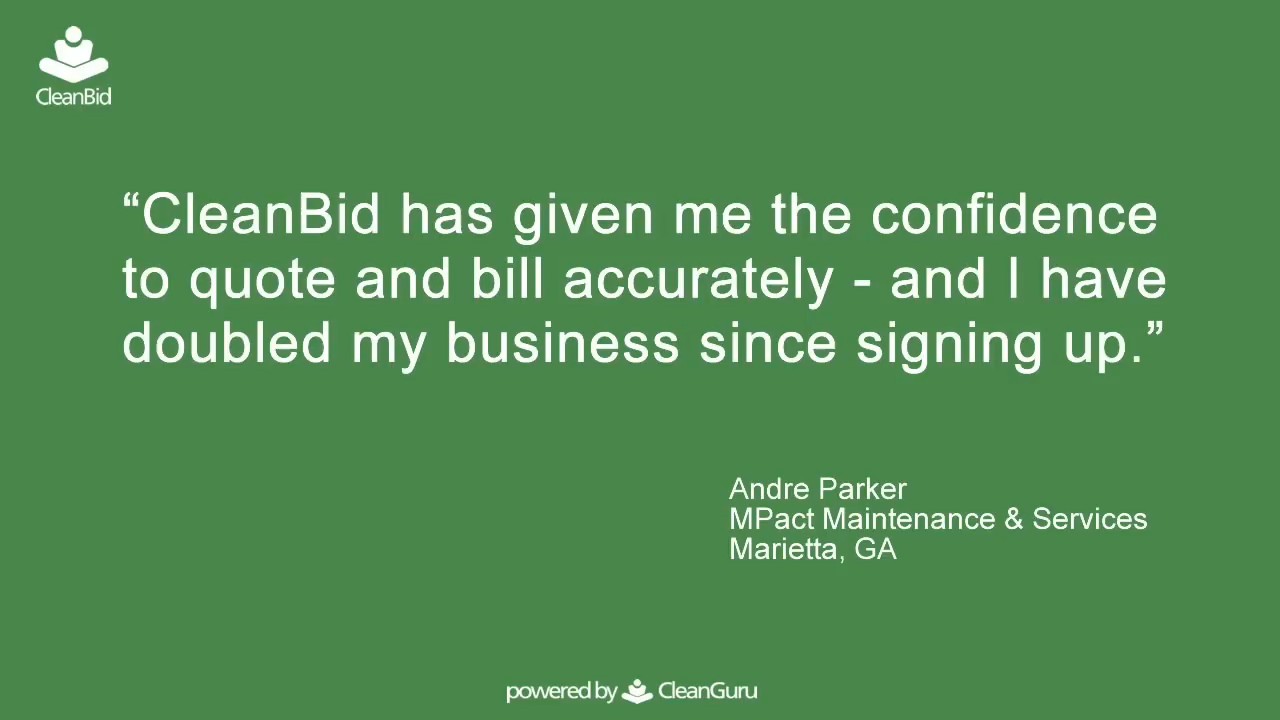 CleanBid
“CleanBid has given me the confidence
to quote and bill accurately - and I have
doubled my business since signing up.”
Andre Parker
MPact Maintenance & Services
Marietta, GA
powered by CleanGuru